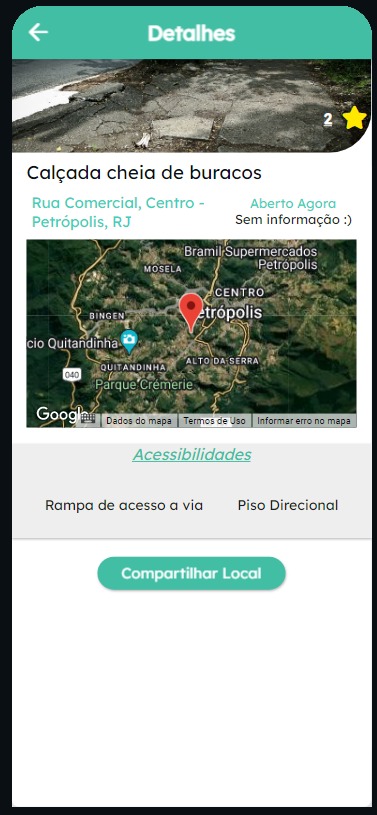 Detalhes
2
Calçada cheia de buracos
Rua Comercial, Centro -
Petrópolis, RJ
Aberto Agora
Sem informação :)
Bramil Supermercados
Petrópolis
MOSELA
CENTRO
BINGEN
etrópolis
cio Quitandinha
QUITANDINHA
ALTO DA SERRA
040
Parque Crémerie
Google
Dados do mapa
Termos de Uso
Informar erro no mapa
Acessibilidades
Rampa de acesso a via
Piso Direcional
Compartilhar Local